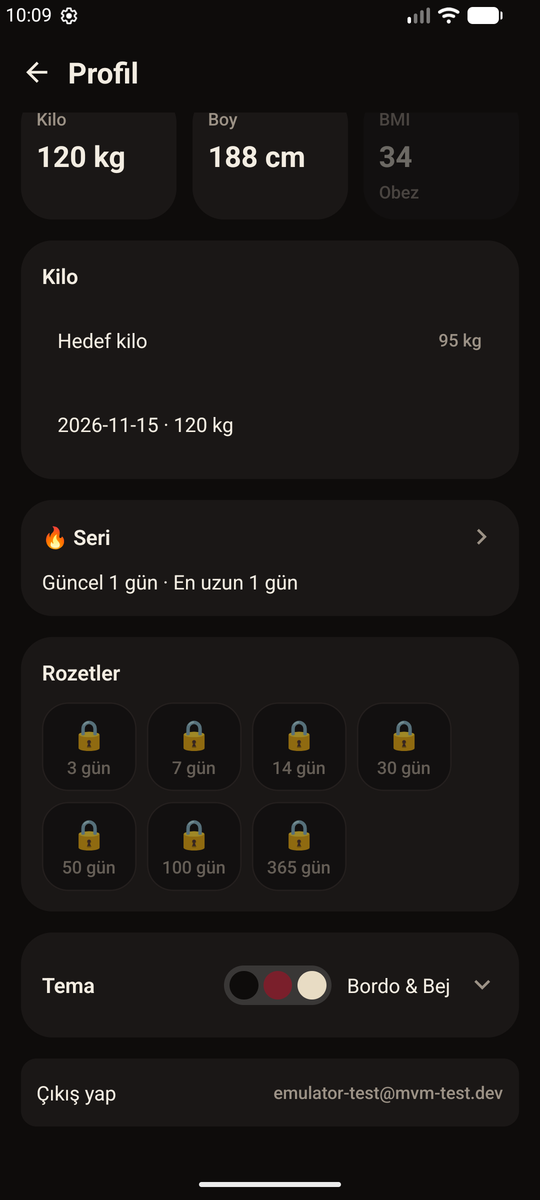 10:09
Profil
Kilo
120 kg
Boy
188 cm
BMI
34
Obez
Kilo
Hedef kilo
95 kg
2026-11-15 · 120 kg
🔥 Seri
Güncel 1 gün · En uzun 1 gün
Rozetler
3 gün
7 gün
14 gün
30 gün
50 gün
100 gün
365 gün
Tema
Bordo & Bej
Çıkış yap
emulator-test@mvm-test.dev